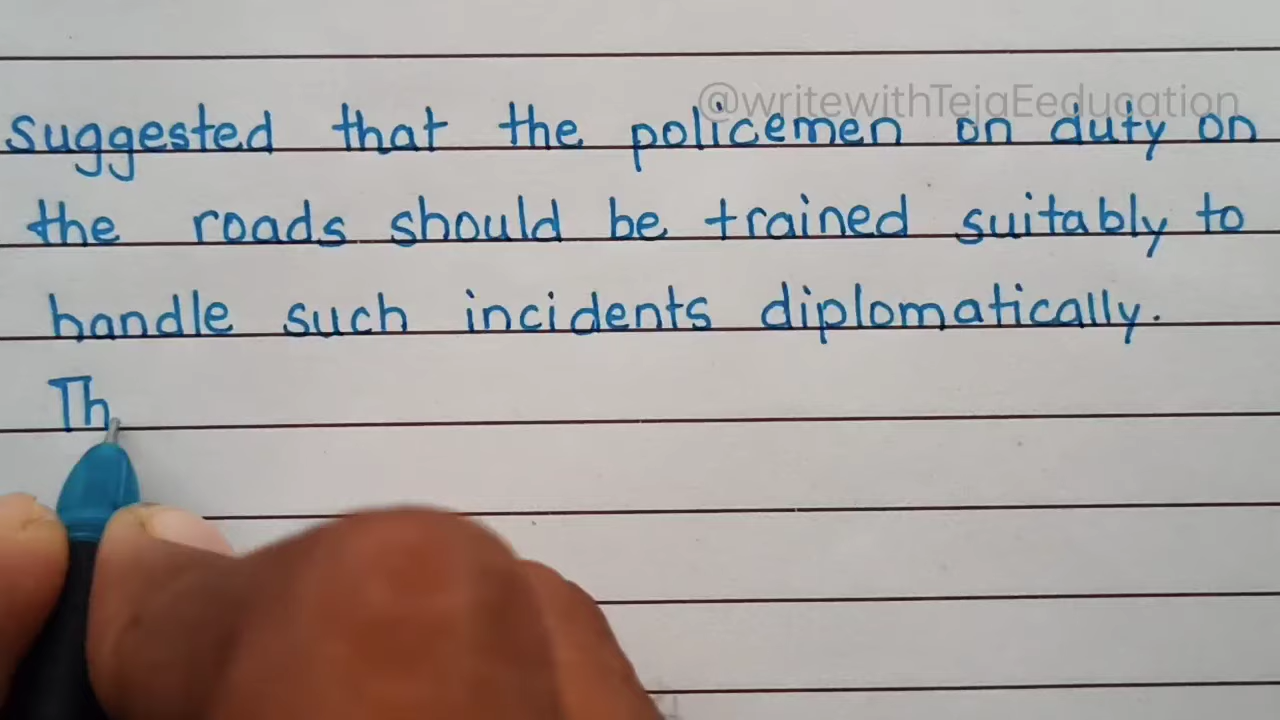 @writewithTejaEeducation
suggested that the policemen on duty on
the roads should be trained suitably to
handle such incidents diplomatically.
Th